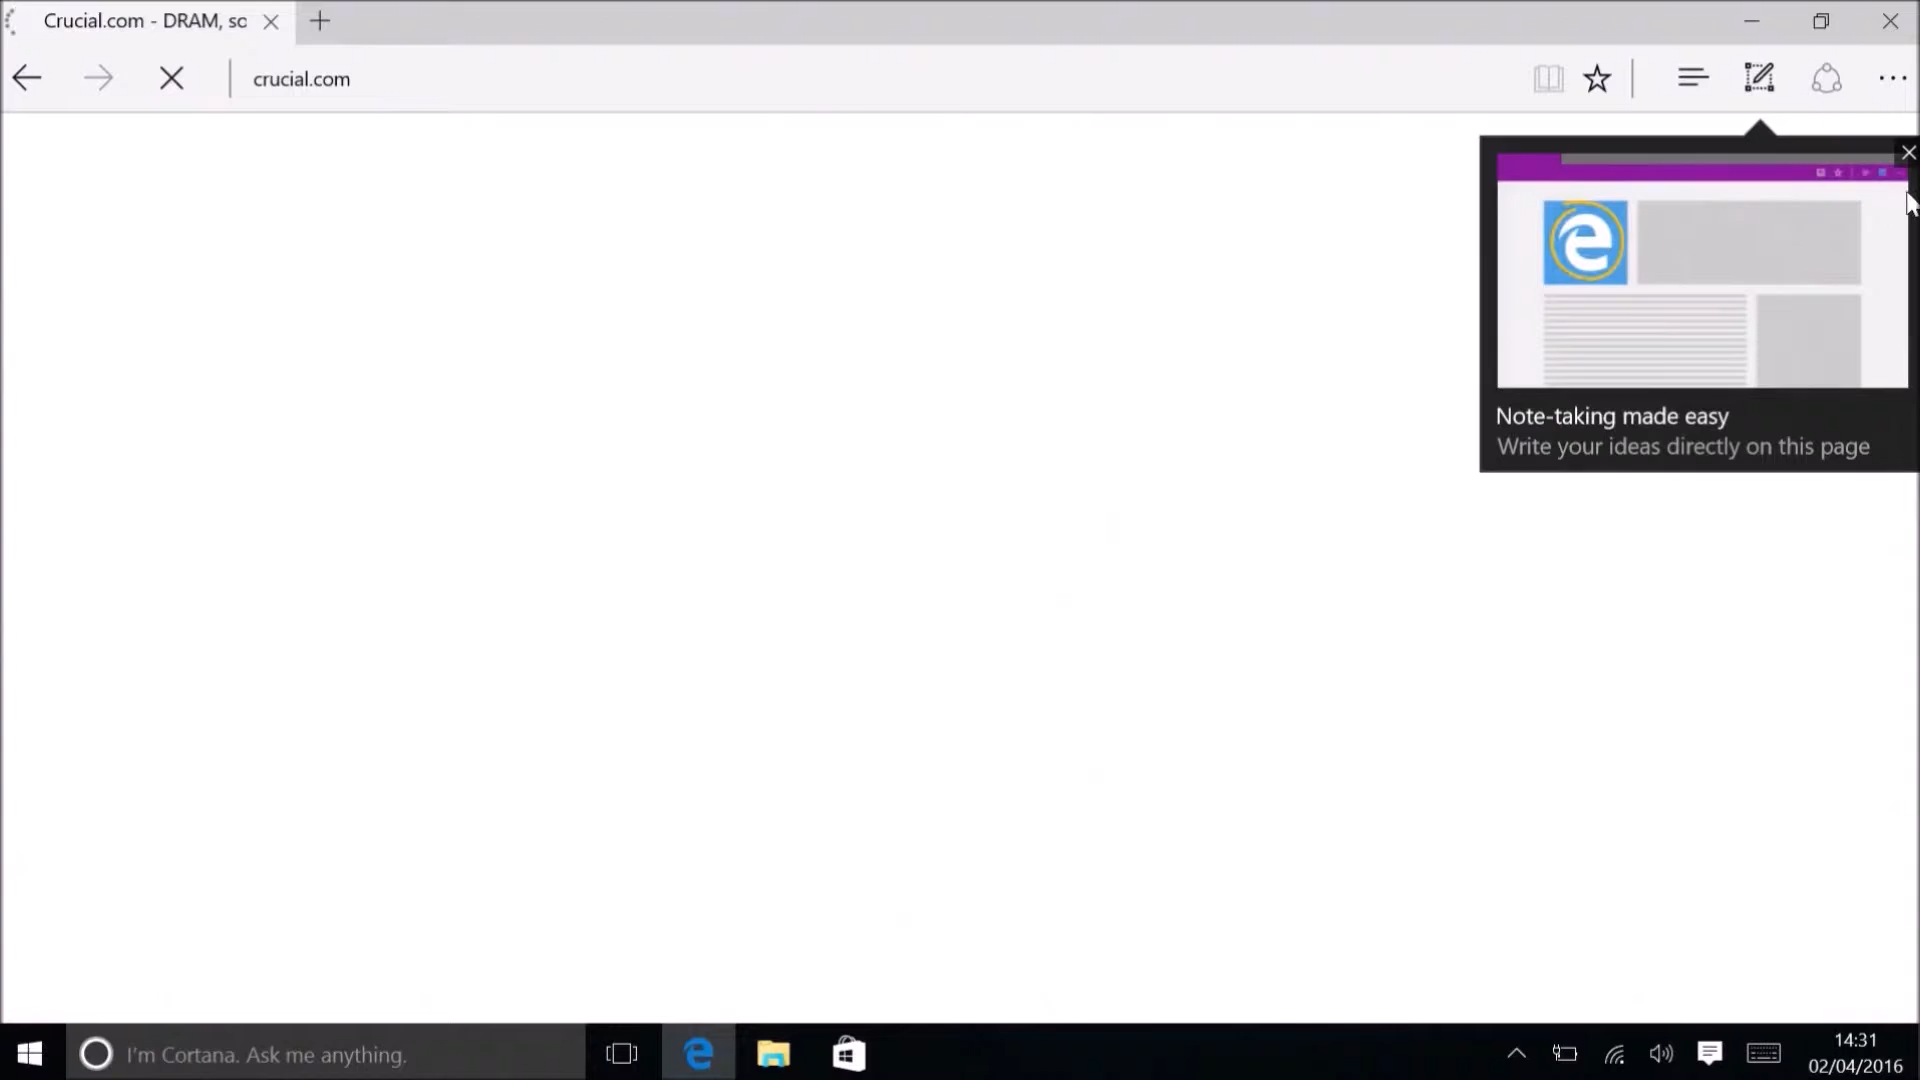 Crucial.com - DRAM, sc
crucial.com
Note-taking made easy
Write your ideas directly on this page
I'm Cortana. Ask me anything.
14:31
02/04/2016